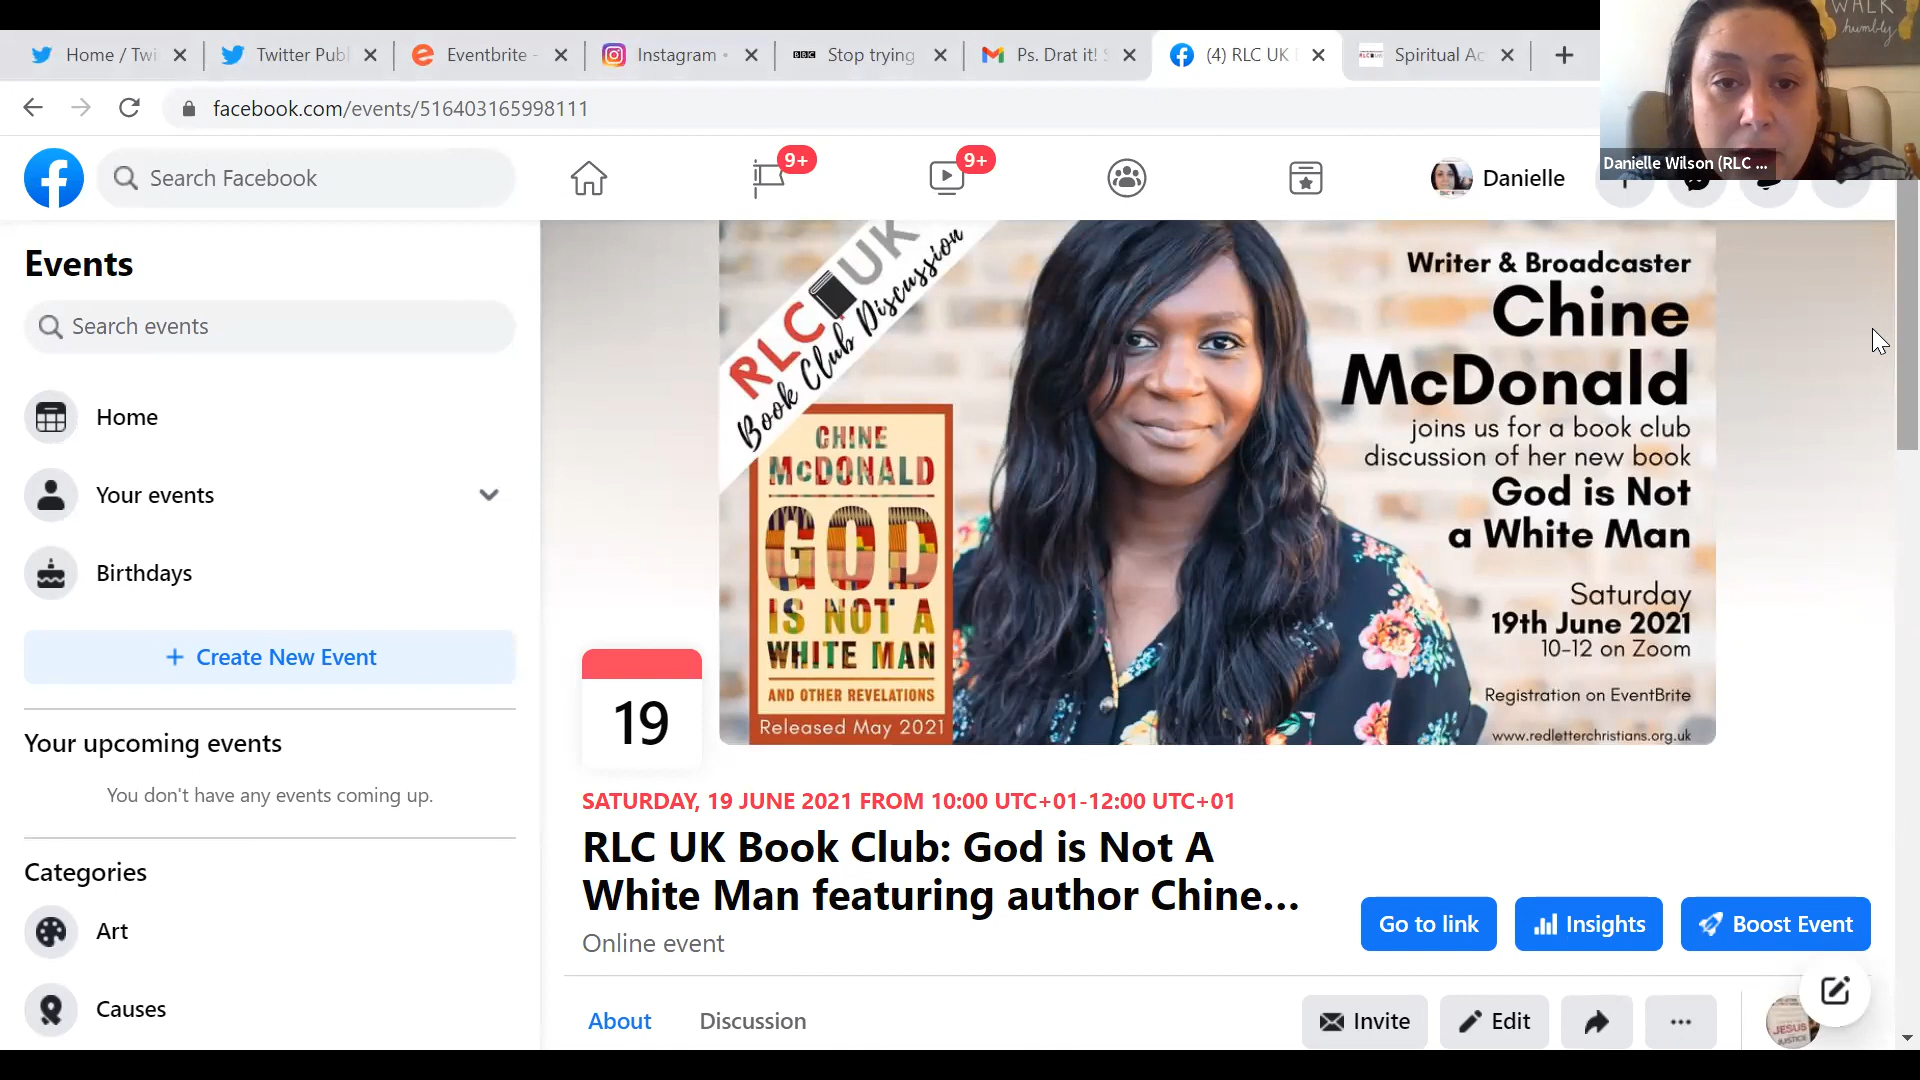 WALK
humbly
Home / Twi
Twitter Publ
Eventbrite -
Instagram •
BBC
Stop trying
Ps. Drat it! S
(4) RLC UK
Spiritual Ac
facebook.com/events/516403165998111
Danielle Wilson (RLC ...
Search Facebook
9+
9+
Danielle
Events
Search events
Home
Your events
Birthdays
+ Create New Event
Your upcoming events
You don't have any events coming up.
Categories
Art
Causes
RLC UK
Book Club Discussion
CHINE
McDONALD
GOD
IS NOT A
WHITE MAN
AND OTHER REVELATIONS
Released May 2021
Writer & Broadcaster
Chine
McDonald
joins us for a book club
discussion of her new book
God is Not
a White Man
Saturday
19th June 2021
10-12 on Zoom
Registration on EventBrite
www.redletterchristians.org.uk
19
SATURDAY, 19 JUNE 2021 FROM 10:00 UTC+01-12:00 UTC+01
RLC UK Book Club: God is Not A
White Man featuring author Chine...
Online event
Go to link
Insights
Boost Event
About
Discussion
Invite
Edit
JESUS
JUSTICE